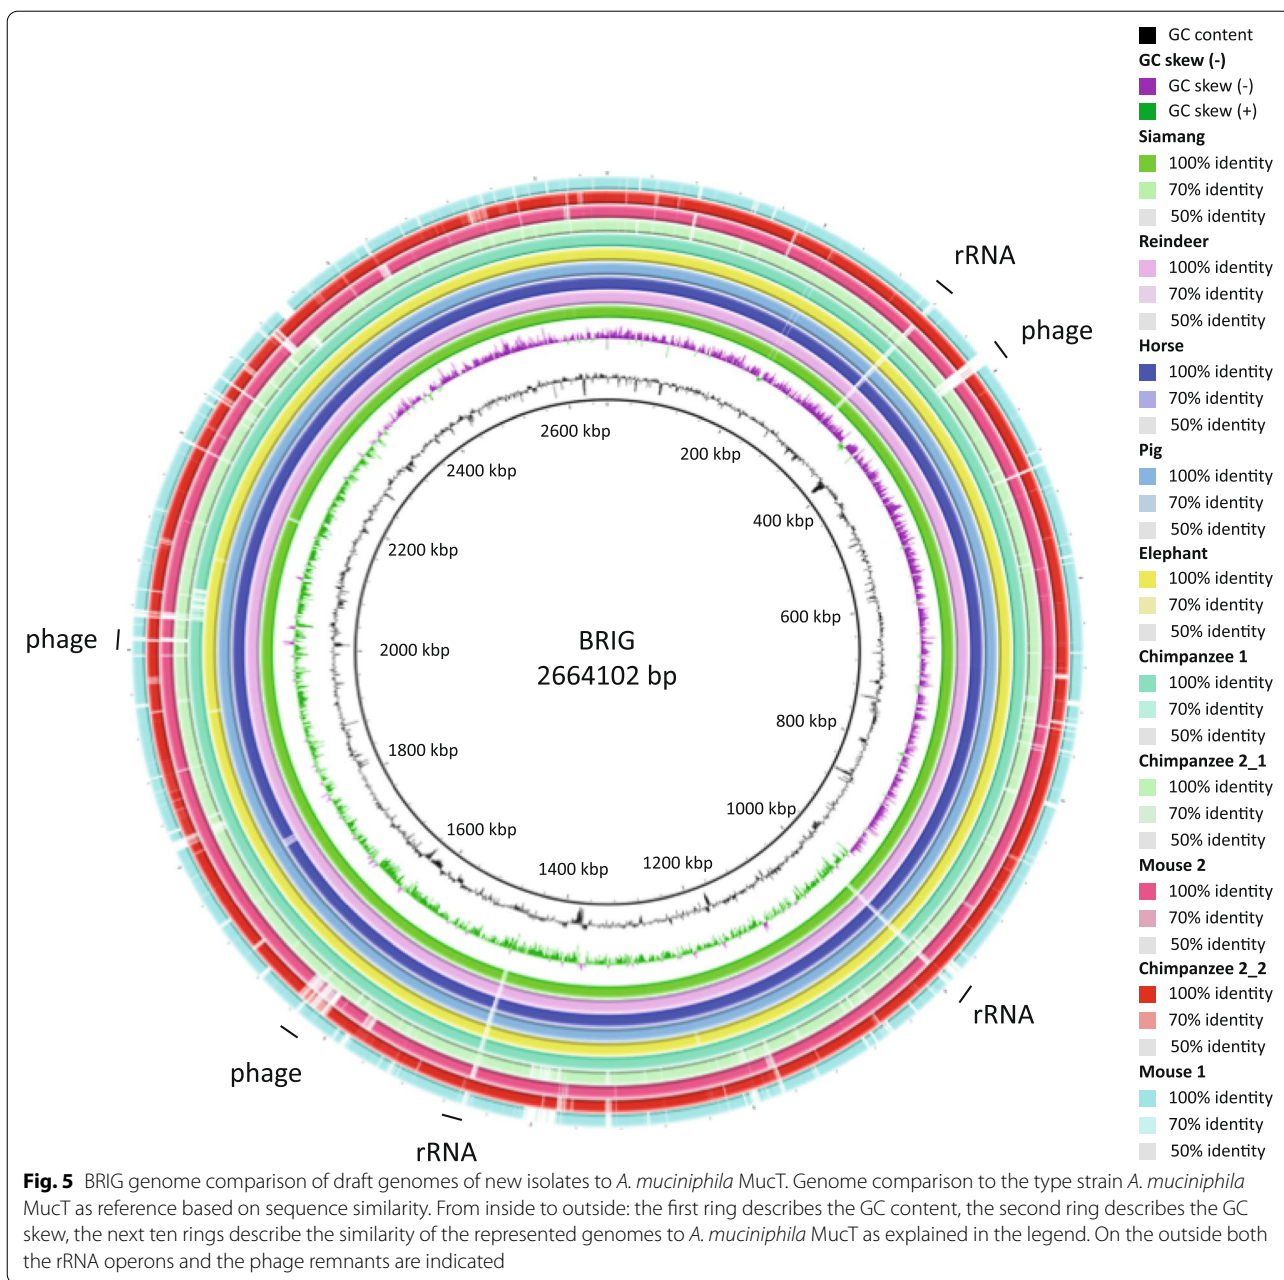 GC content
GC skew (-)
GC skew (-)
GC skew (+)
Siamang
100% identity
70% identity
50% identity
Reindeer
100% identity
70% identity
50% identity
Horse
100% identity
70% identity
50% identity
Pig
100% identity
70% identity
50% identity
Elephant
100% identity
70% identity
50% identity
Chimpanzee 1
100% identity
70% identity
50% identity
Chimpanzee 2_1
100% identity
70% identity
50% identity
Mouse 2
100% identity
70% identity
50% identity
Chimpanzee 2_2
100% identity
70% identity
50% identity
Mouse 1
100% identity
70% identity
50% identity
rRNA
phage
rRNA
rRNA
phage
phage
200 kbp
400 kbp
600 kbp
800 kbp
1000 kbp
1200 kbp
1400 kbp
1600 kbp
1800 kbp
2000 kbp
2200 kbp
2400 kbp
2600 kbp
BRIG
2664102 bp
Fig. 5 BRIG genome comparison of draft genomes of new isolates to A. muciniphila MucT. Genome comparison to the type strain A. muciniphila
MucT as reference based on sequence similarity. From inside to outside: the first ring describes the GC content, the second ring describes the GC
skew, the next ten rings describe the similarity of the represented genomes to A. muciniphila MucT as explained in the legend. On the outside both
the rRNA operons and the phage remnants are indicated